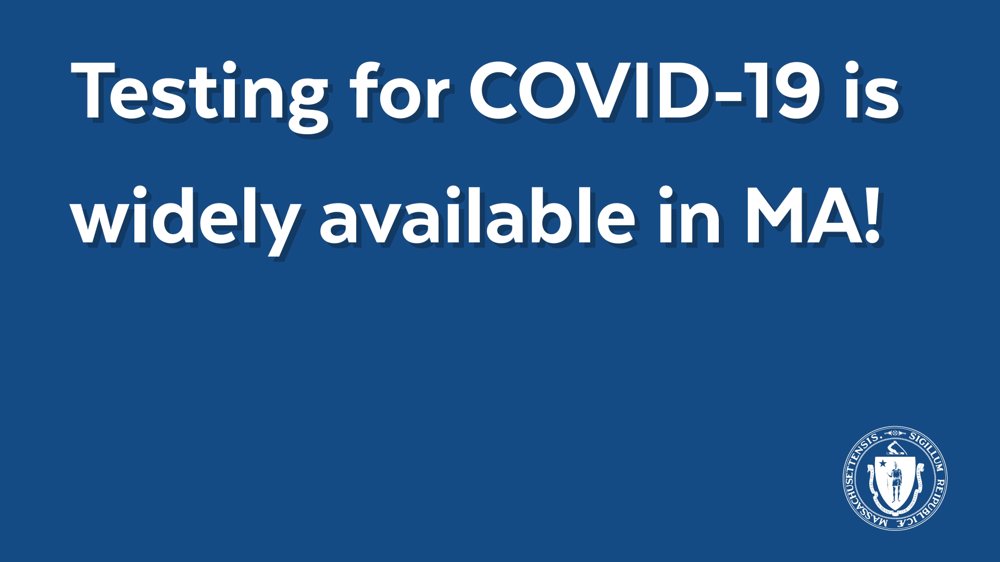 Testing for COVID-19 is
widely available in MA!
SIGILLUM REIPUBLICÆ MASSACHUSETTENSIS.